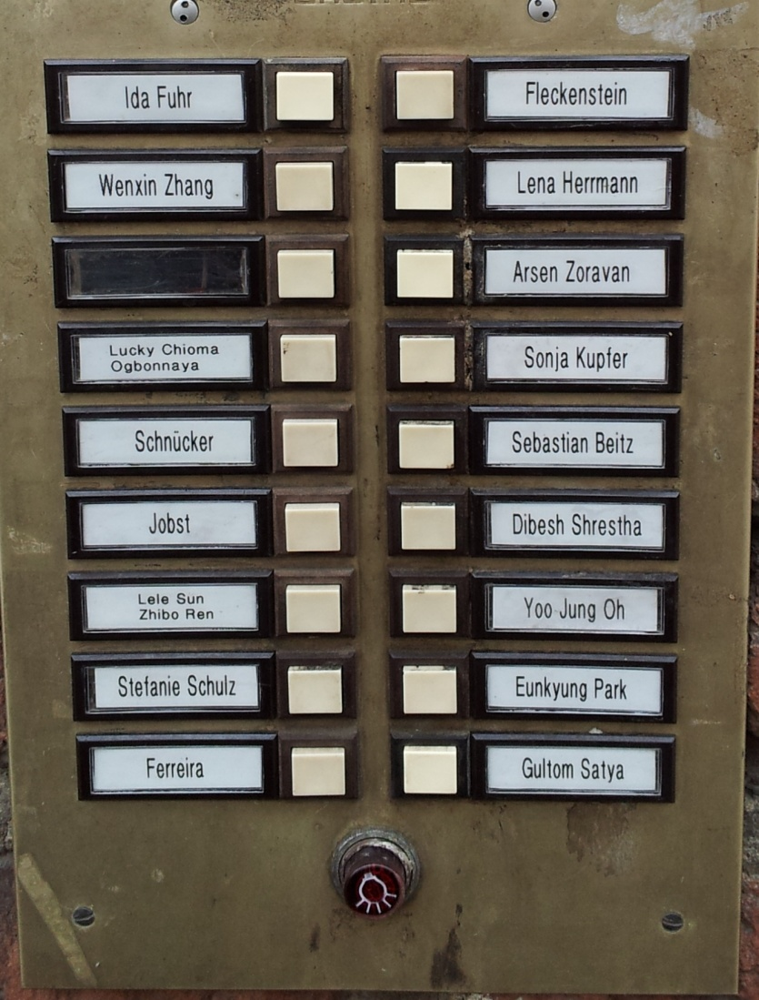 Ida Fuhr
Fleckenstein
Wenxin Zhang
Lena Herrmann
Arsen Zoravan
Lucky Chioma
Ogbonnaya
Sonja Kupfer
Schnücker
Sebastian Beitz
Jobst
Dibesh Shrestha
Lele Sun
Zhibo Ren
Yoo Jung Oh
Stefanie Schulz
Eunkyung Park
Ferreira
Gultom Satya